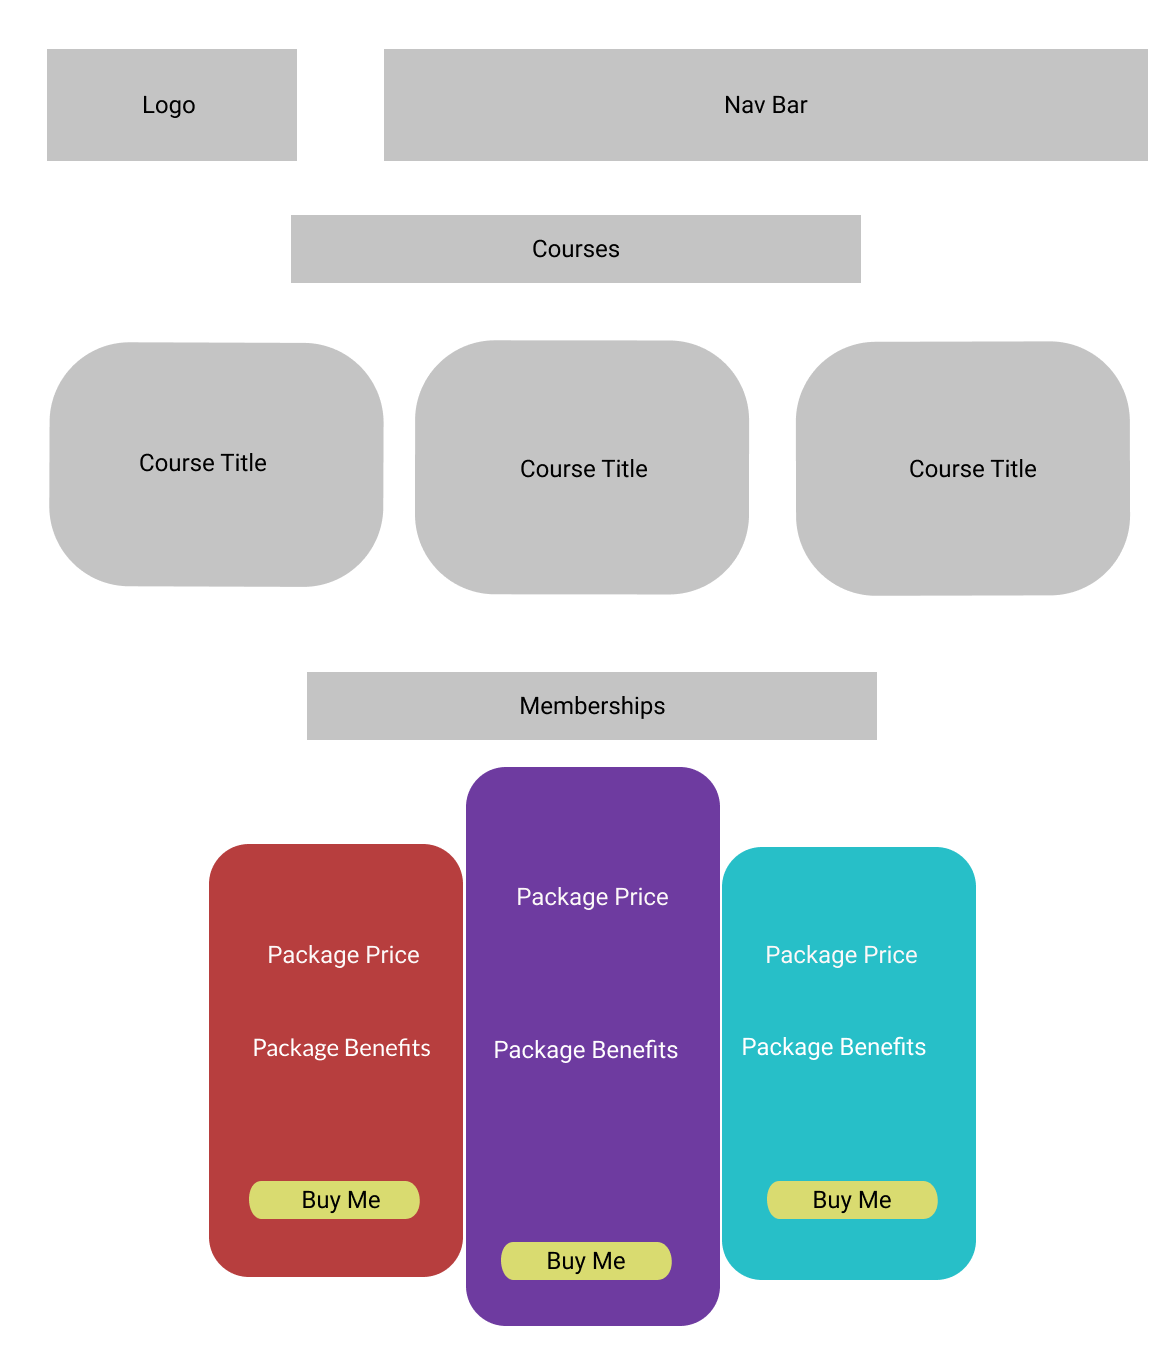 Logo
Nav Bar
Courses
Course Title
Course Title
Course Title
Memberships
Package Price
Package Benefits
Buy Me
Package Price
Package Benefits
Buy Me
Package Price
Package Benefits
Buy Me